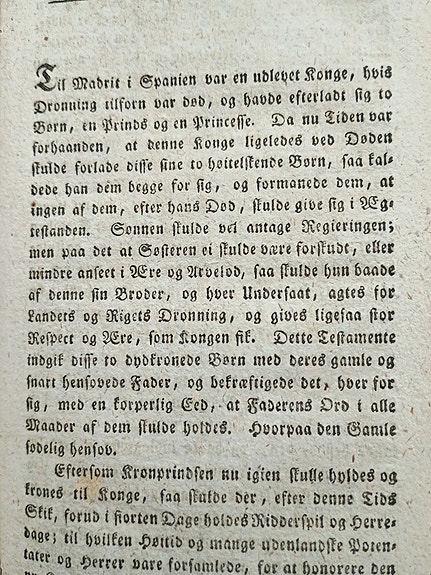 Til Madrit i Spanien var en udlevet Konge, hvis
Dronning tilforn var død, og havde efterladt sig to
Børn, en Prinds og en Princesse. Da nu Tiden var
forhaanden, at denne Konge ligeledes ved Døden
skulde forlade disse sine to høitelskende Børn, saa kal-
dede han dem begge for sig, og formanede dem, at
ingen af dem, efter hans Død, skulde give sig i Æg-
testanden. Sønnen skulde vel antage Regieringen;
men paa det at Søsteren ei skulde være forskudt, eller
mindre anseet i Ære og Arvelod, saa skulde hun baade
af denne sin Broder, og hver Undersaat, agtes for
Landets og Rigets Dronning, og gives ligesaa stor
Respect og Ære, som Kongen fik. Dette Testamente
indgik disse to dydkronede Børn med deres gamle og
snart hensovede Fader, og bekræftigede det, hver for
sig, med en korperlig Eed, at Faderens Ord i alle
Maader af dem skulde holdes. Hvorpaa den Gamle
sødelig hensov.
Eftersom Kronprindsen nu igien skulle hyldes og
krones til Konge, saa skulde der, efter denne Tids
Skik, forud i fiorten Dage holdes Ridderspil og Herre-
dage; til hvilken Høitid og mange udenlandske Poten-
tater og Herrer vare forsamlede, for at honorere den